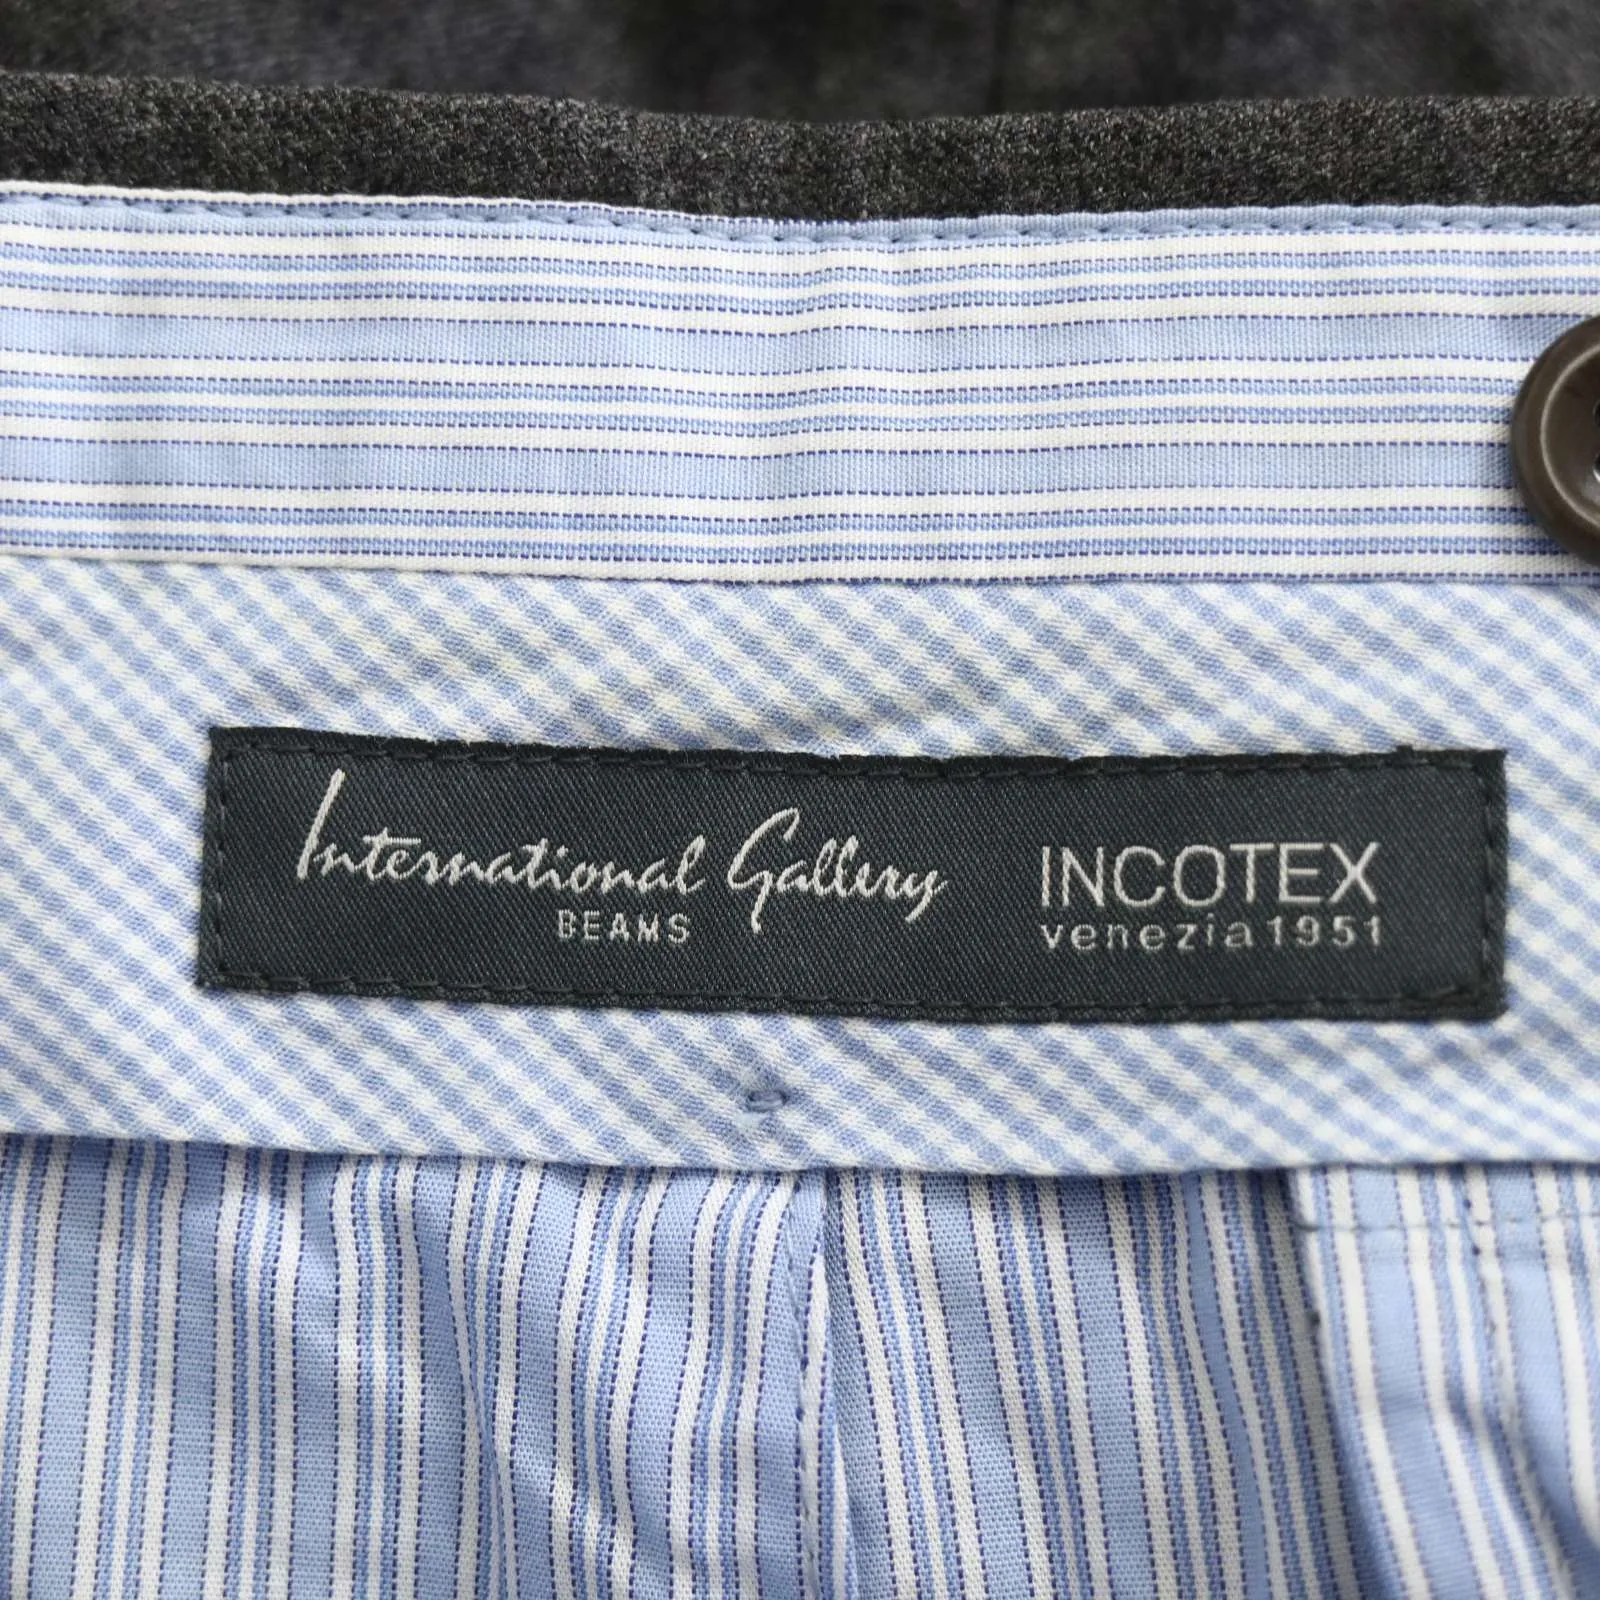 International Gallery
BEAMS
INCOTEX
venezia1951